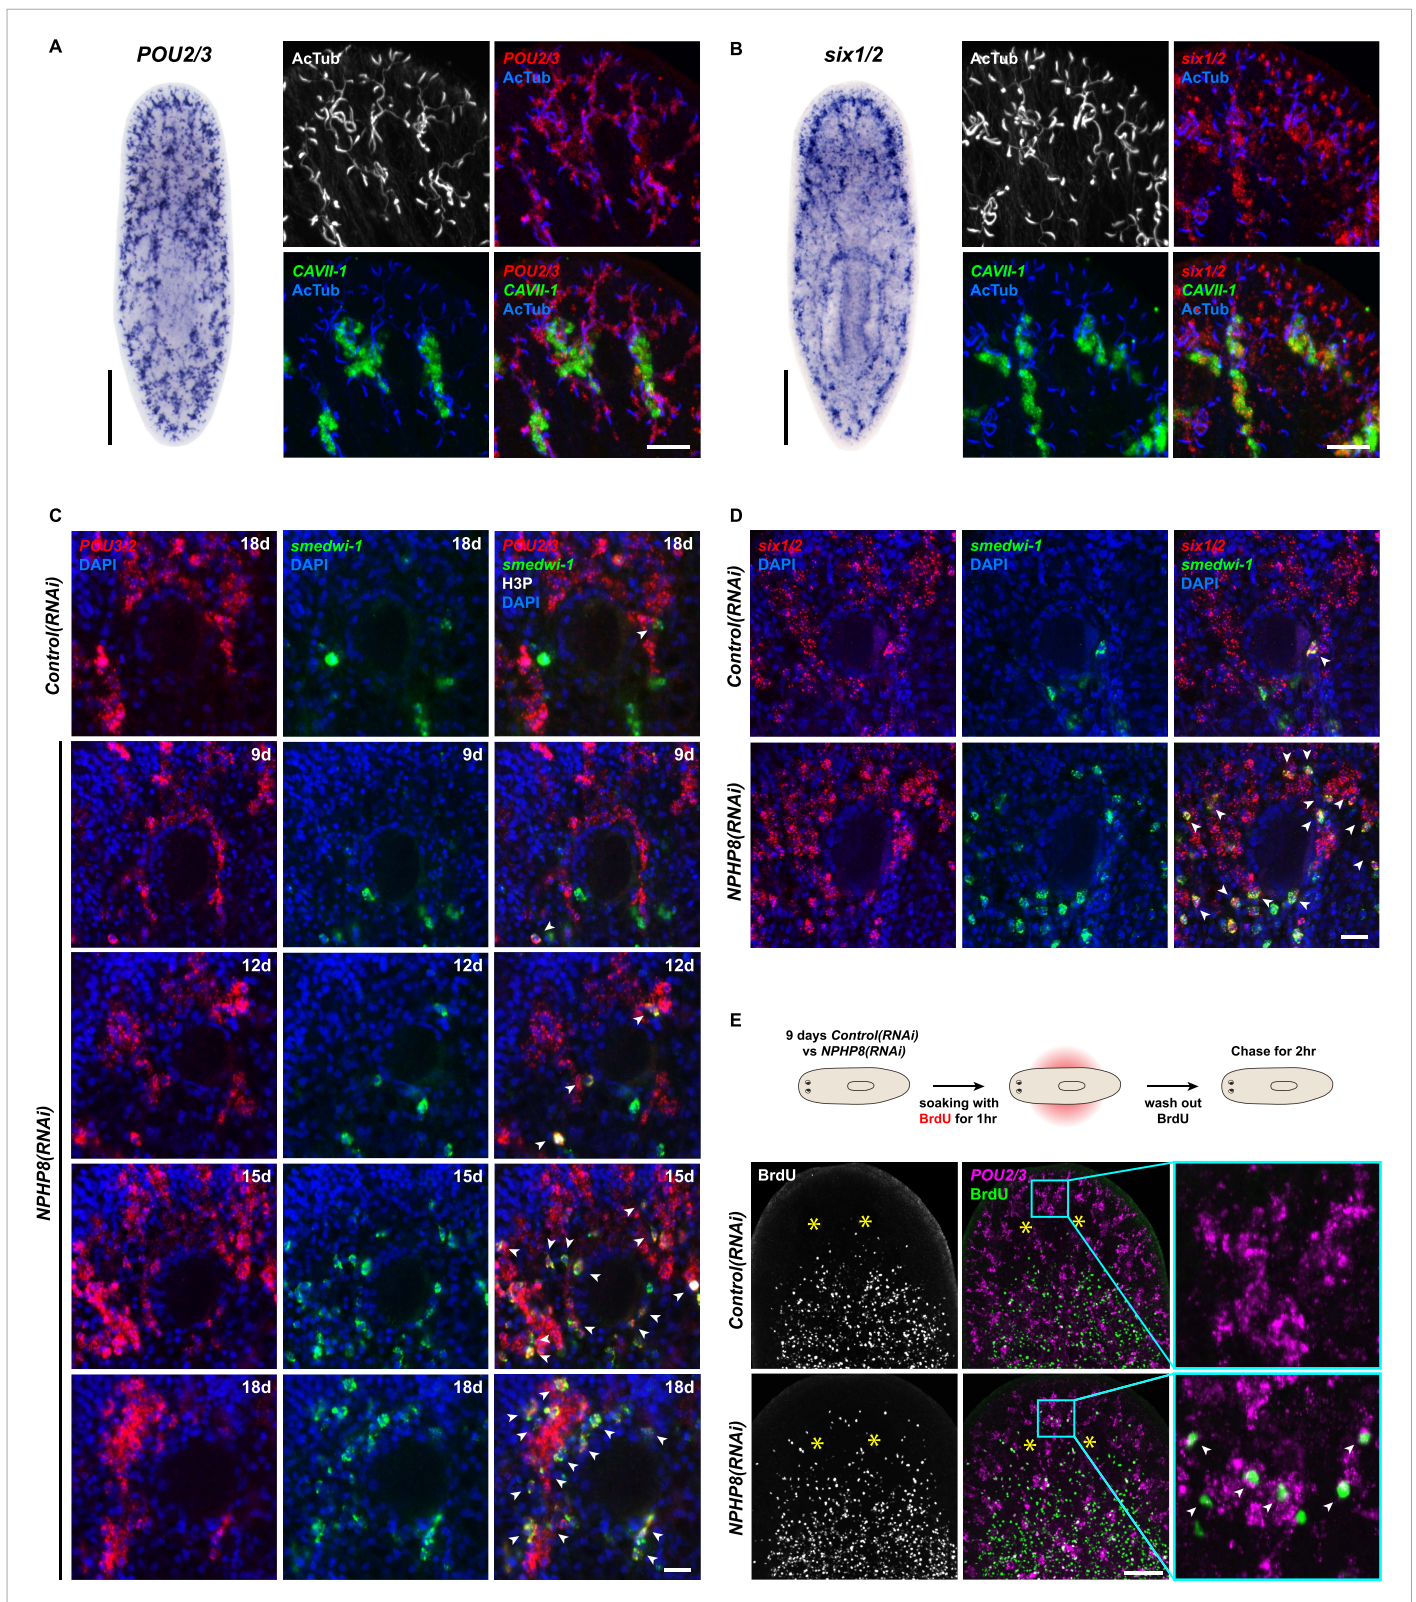 A
POU2/3
AcTub
POU2/3
AcTub
CAVII-1
AcTub
POU2/3
CAVII-1
AcTub
B
six1/2
AcTub
six1/2
AcTub
CAVII-1
AcTub
six1/2
CAVII-1
AcTub
C
Control(RNAi)
POU3/2
DAPI
18d
smedwi-1
DAPI
18d
POU2/3
smedwi-1
H3P
DAPI
18d
NPHP8(RNAi)
9d
9d
9d
12d
12d
12d
15d
15d
15d
18d
18d
18d
D
Control(RNAi)
six1/2
DAPI
smedwi-1
DAPI
six1/2
smedwi-1
DAPI
NPHP8(RNAi)
E
9 days Control(RNAi)
vs NPHP8(RNAi)
soaking with
BrdU for 1hr
wash out
BrdU
Chase for 2hr
Control(RNAi)
BrdU
* *
POU2/3
BrdU
* *
NPHP8(RNAi)
* *
* *